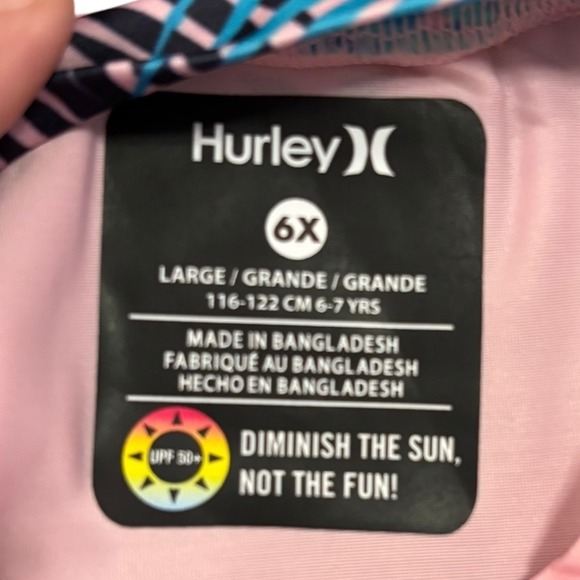 Hurley
6X
LARGE / GRANDE / GRANDE
116-122 CM 6-7 YRS
MADE IN BANGLADESH
FABRIQUÉ AU BANGLADESH
HECHO EN BANGLADESH
UPF 50+
DIMINISH THE SUN,
NOT THE FUN!